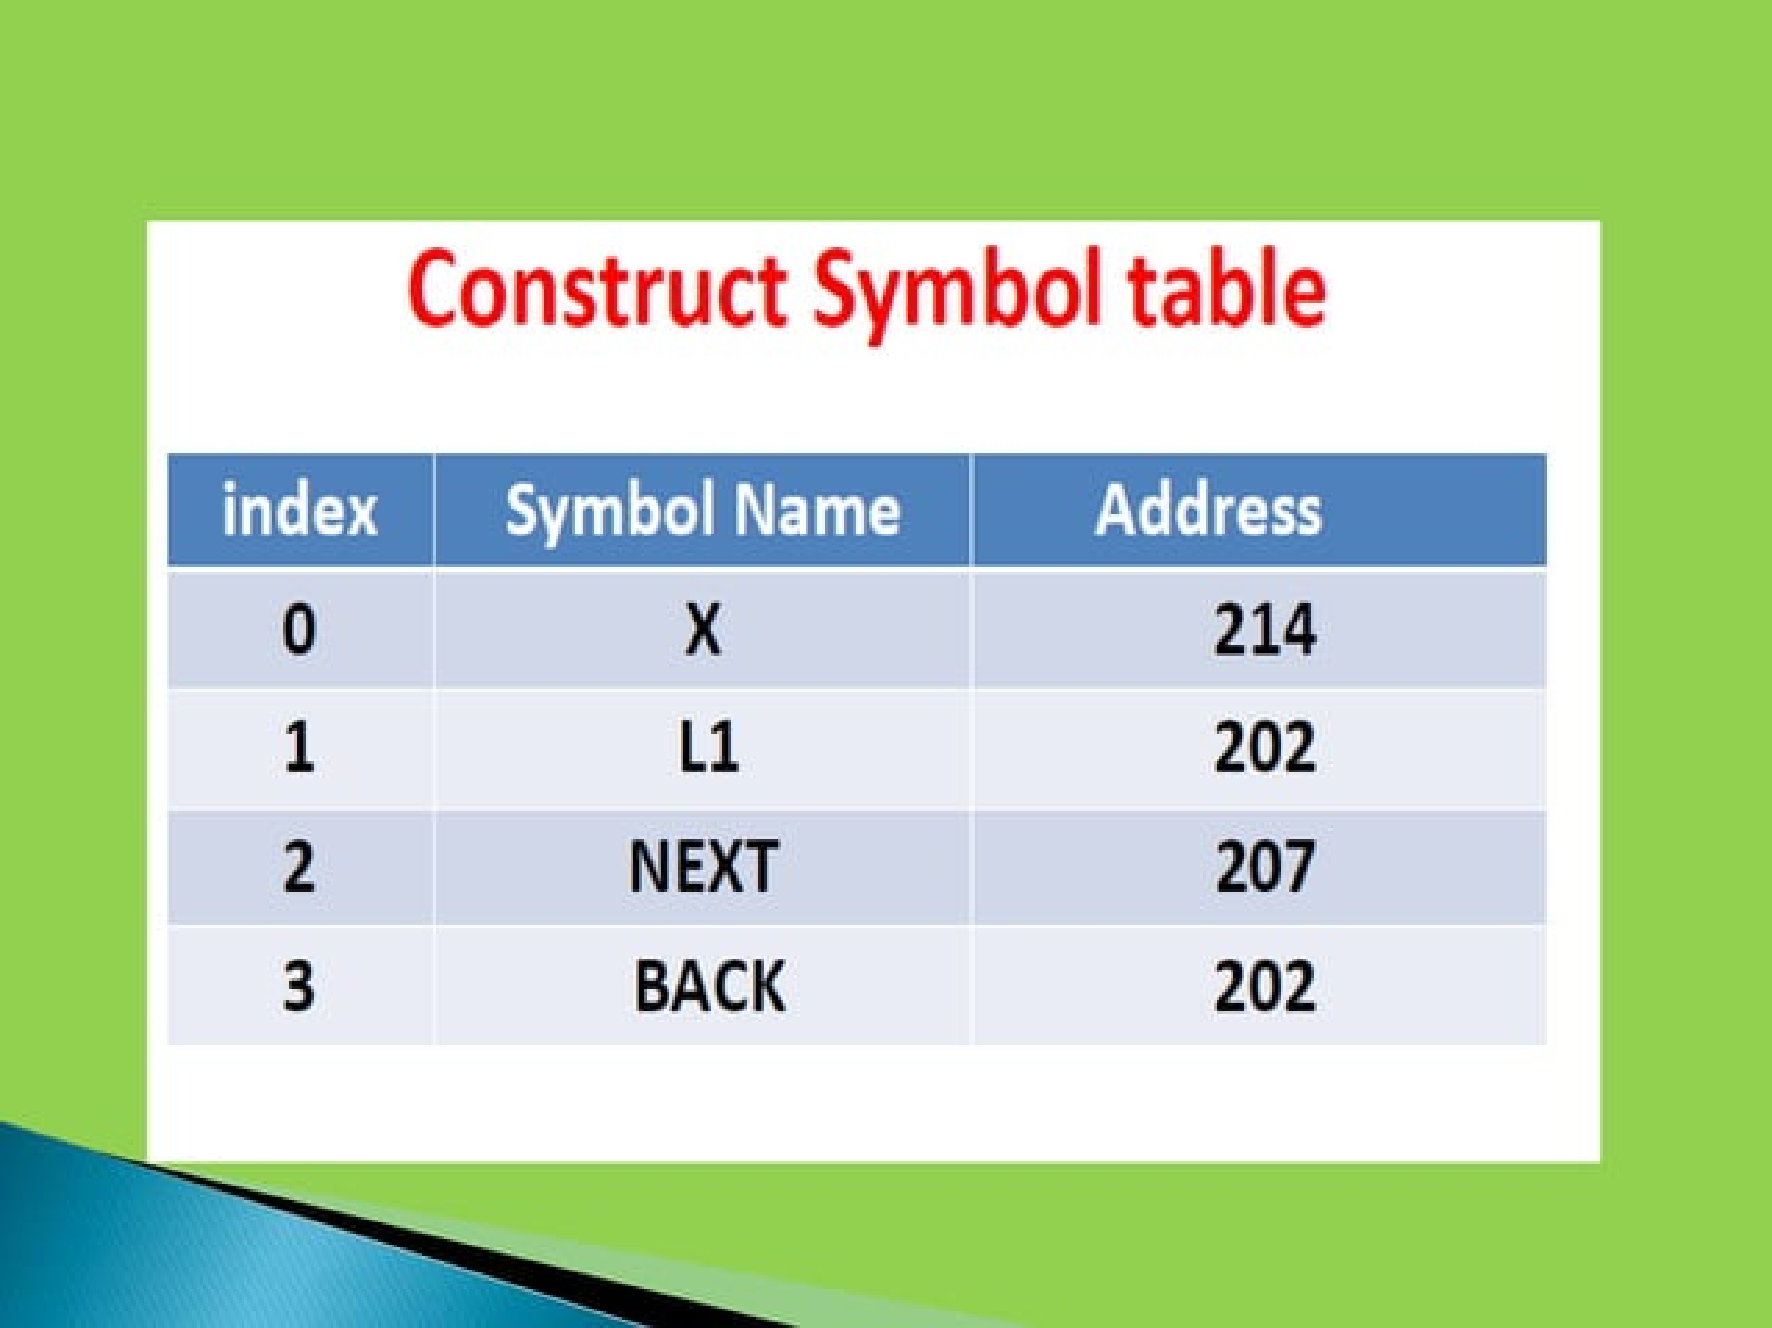 Construct Symbol table
index Symbol Name Address
0 X 214
1 L1 202
2 NEXT 207
3 BACK 202